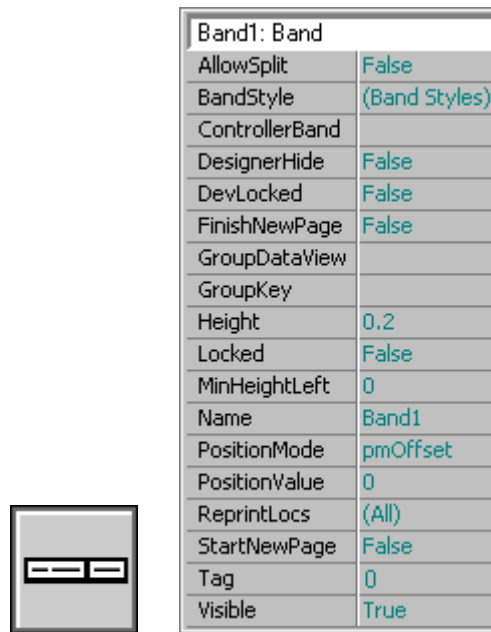 Band1: Band
AllowSplit False
BandStyle (Band Styles)
ControllerBand
DesignerHide False
DevLocked False
FinishNewPage False
GroupDataView
GroupKey
Height 0.2
Locked False
MinHeightLeft 0
Name Band1
PositionMode pmOffset
PositionValue 0
ReprintLocs (All)
StartNewPage False
Tag 0
Visible True